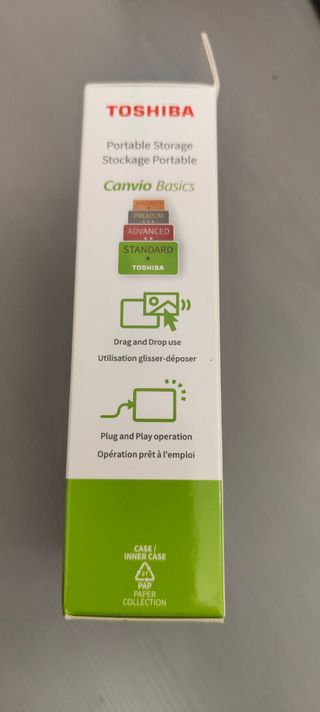 TOSHIBA
Portable Storage
Stockage Portable
Canvio Basics
PREMIUM
ADVANCED
STANDARD
TOSHIBA
Drag and Drop use
Utilisation glisser-déposer
Plug and Play operation
Opération prêt à l'emploi
CASE /
INNER CASE
21
PAP
PAPER
COLLECTION